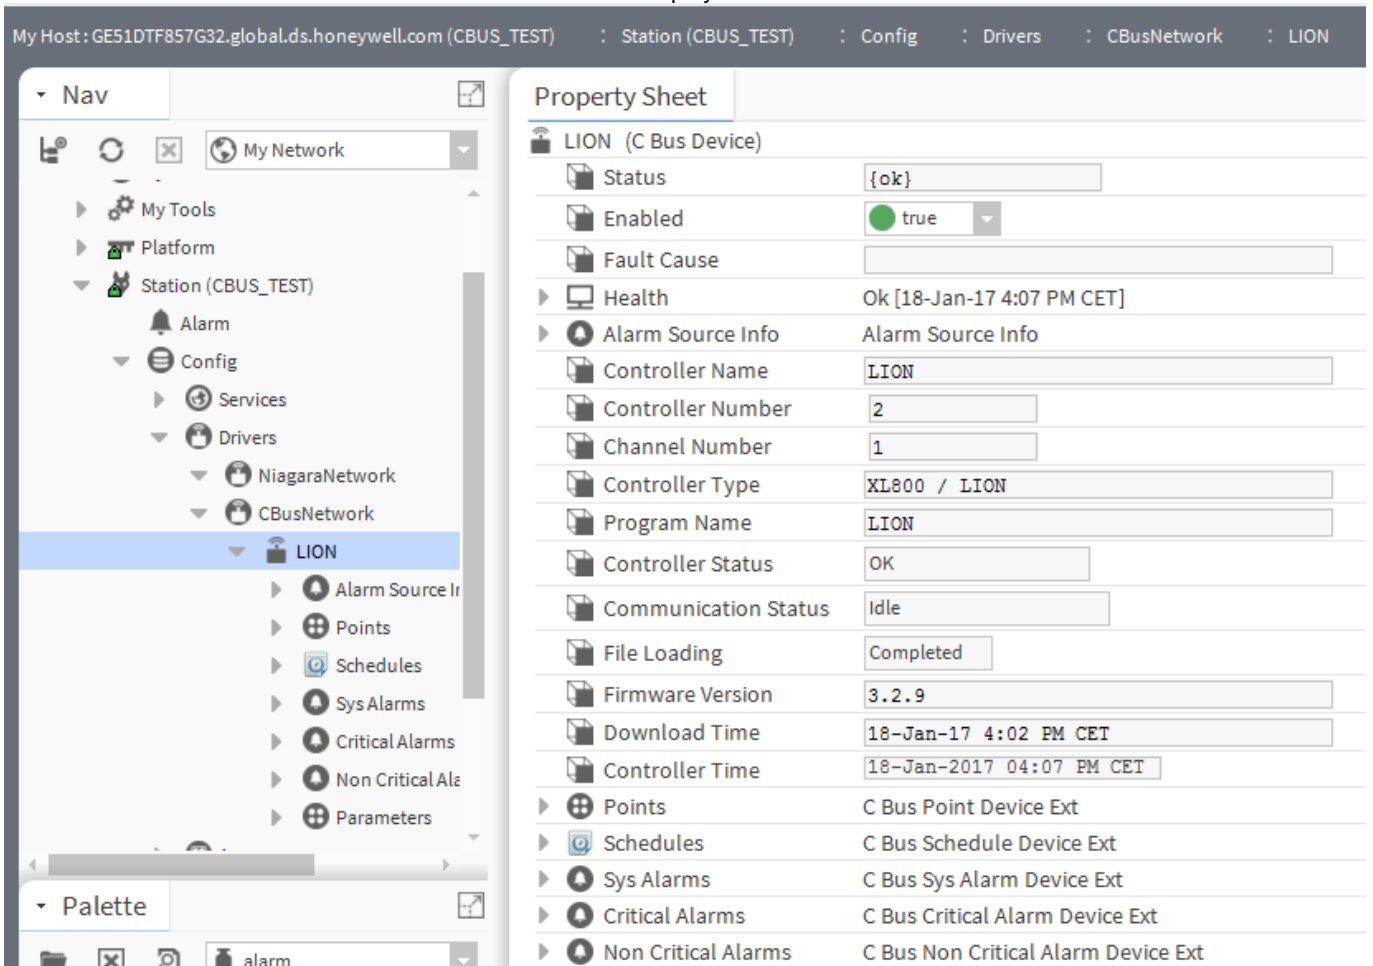 My Host : GE51DTF857G32.global.ds.honeywell.com (CBUS_TEST) : Station (CBUS_TEST) : Config : Drivers : CBusNetwork : LION
Nav
My Network
My Tools
Platform
Station (CBUS_TEST)
Alarm
Config
Services
Drivers
NiagaraNetwork
CBusNetwork
LION
Alarm Source Ir
Points
Schedules
Sys Alarms
Critical Alarms
Non Critical Ala
Parameters
Palette
alarm
Property Sheet
LION (C Bus Device)
Status {ok}
Enabled true
Fault Cause
Health Ok [18-Jan-17 4:07 PM CET]
Alarm Source Info Alarm Source Info
Controller Name LION
Controller Number 2
Channel Number 1
Controller Type XL800 / LION
Program Name LION
Controller Status OK
Communication Status Idle
File Loading Completed
Firmware Version 3.2.9
Download Time 18-Jan-17 4:02 PM CET
Controller Time 18-Jan-2017 04:07 PM CET
Points C Bus Point Device Ext
Schedules C Bus Schedule Device Ext
Sys Alarms C Bus Sys Alarm Device Ext
Critical Alarms C Bus Critical Alarm Device Ext
Non Critical Alarms C Bus Non Critical Alarm Device Ext